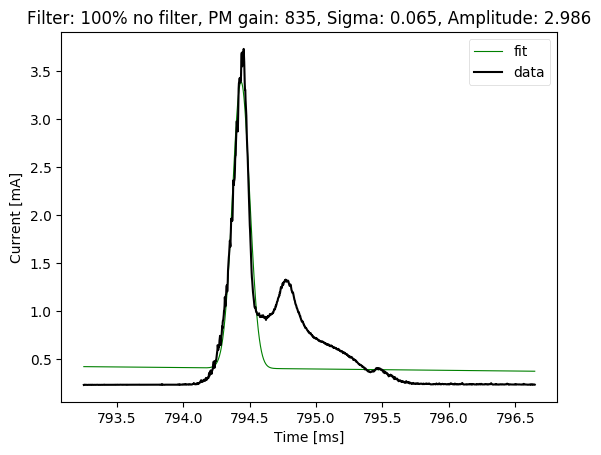 Filter: 100% no filter, PM gain: 835, Sigma: 0.065, Amplitude: 2.986
fit
data
3.5
3.0
2.5
2.0
1.5
1.0
0.5
Current [mA]
793.5 794.0 794.5 795.0 795.5 796.0 796.5
Time [ms]